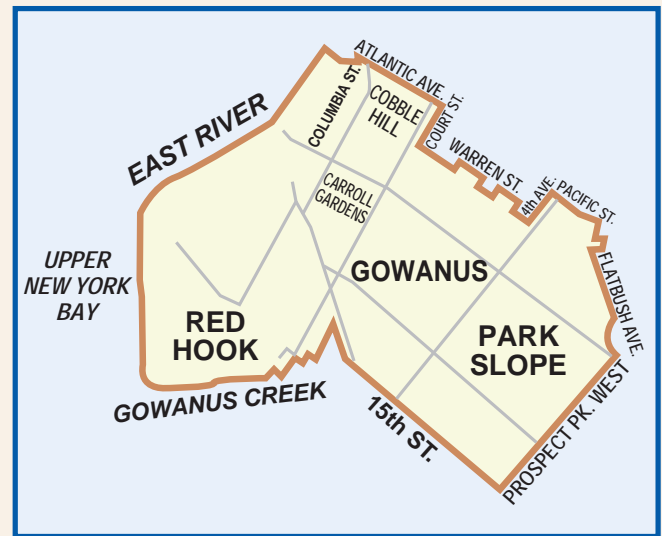 ATLANTIC AVE.
COLUMBIA ST.
COBBLE
HILL
COURT ST.
EAST RIVER
WARREN ST.
4th AVE.
PACIFIC ST.
CARROLL
GARDENS
UPPER
NEW YORK
BAY
GOWANUS
FLATBUSH AVE.
RED
HOOK
PARK
SLOPE
GOWANUS CREEK
15th ST.
PROSPECT PK. WEST